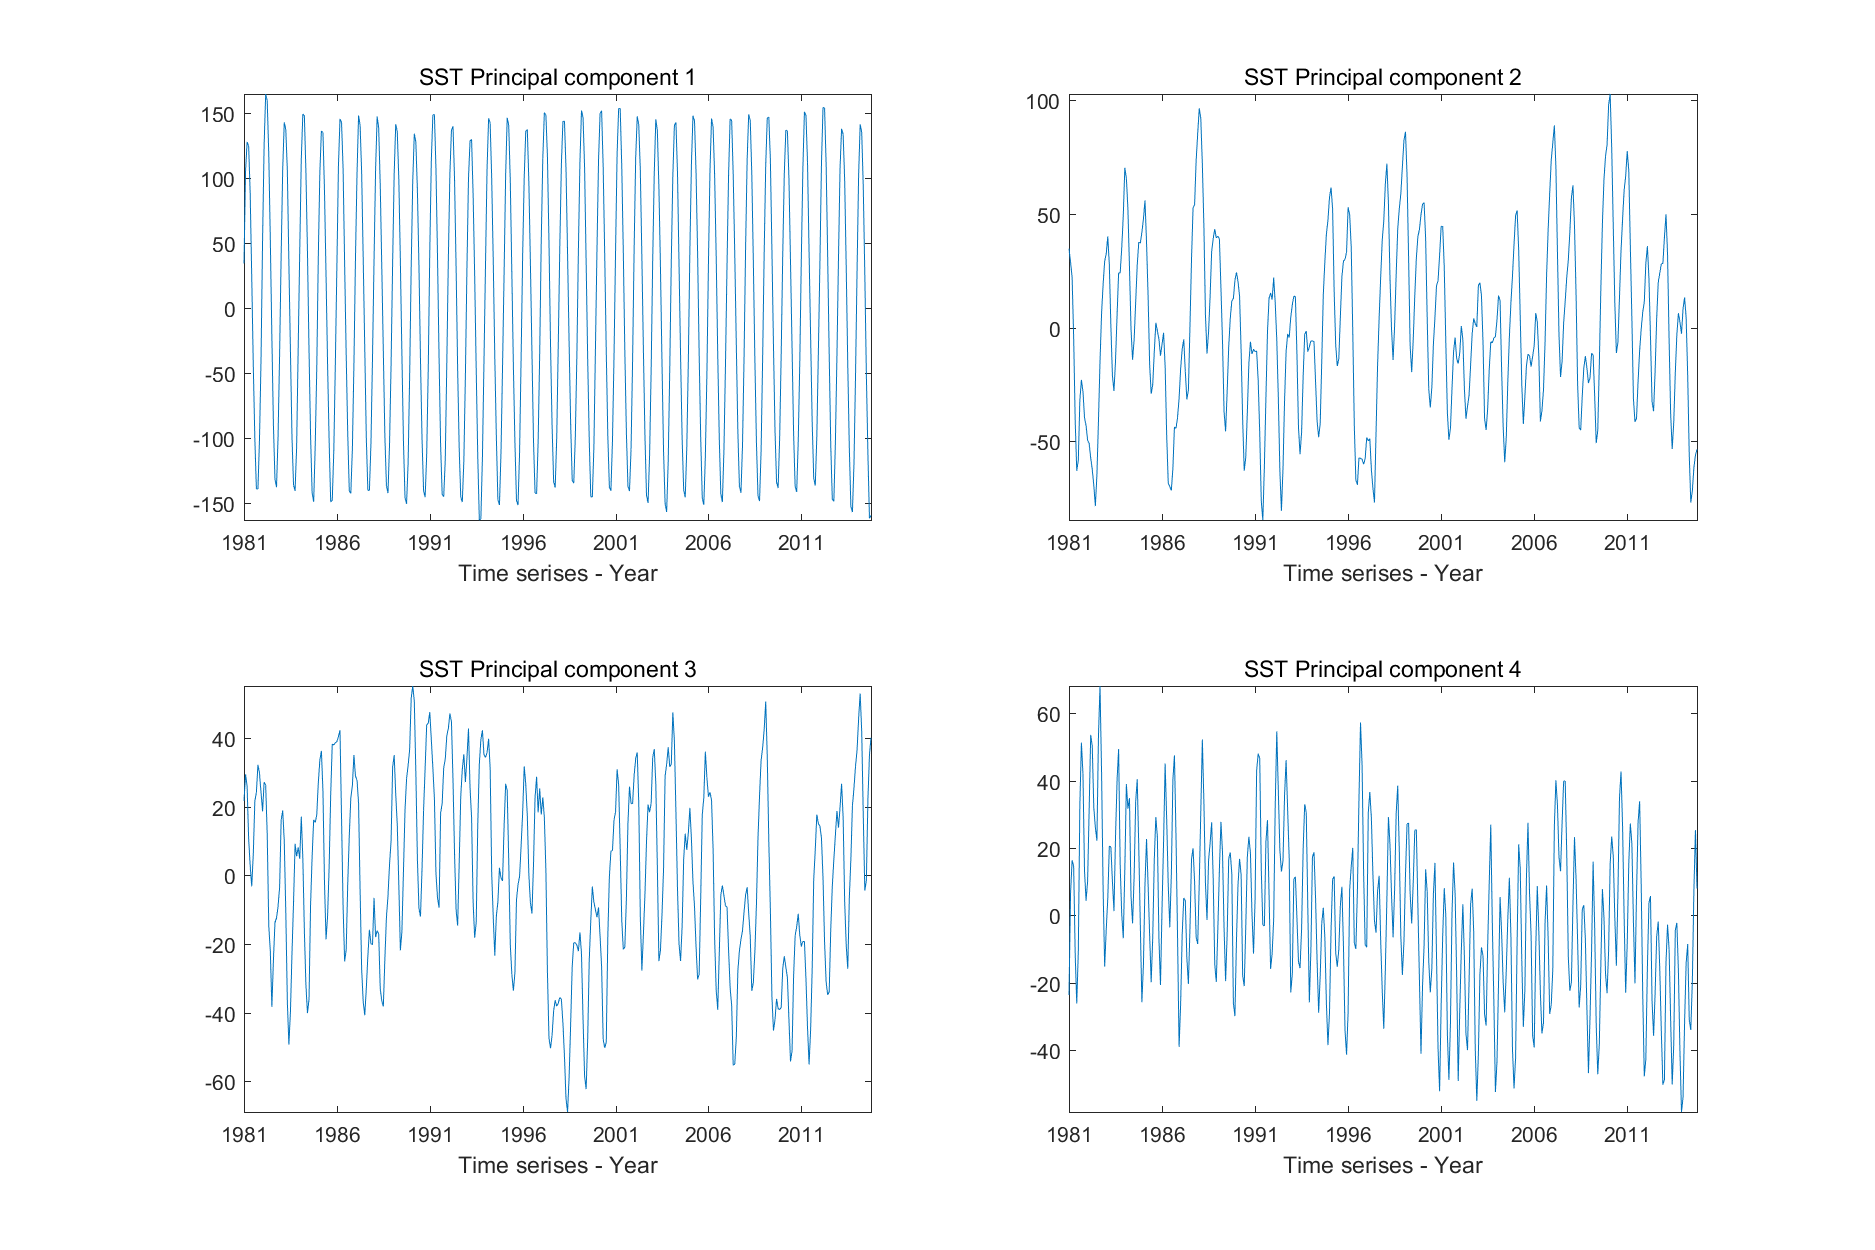 SST Principal component 1
150
100
50
0
-50
-100
-150
1981 1986 1991 1996 2001 2006 2011
Time serises - Year
SST Principal component 2
100
50
0
-50
1981 1986 1991 1996 2001 2006 2011
Time serises - Year
SST Principal component 3
40
20
0
-20
-40
-60
1981 1986 1991 1996 2001 2006 2011
Time serises - Year
SST Principal component 4
60
40
20
0
-20
-40
1981 1986 1991 1996 2001 2006 2011
Time serises - Year